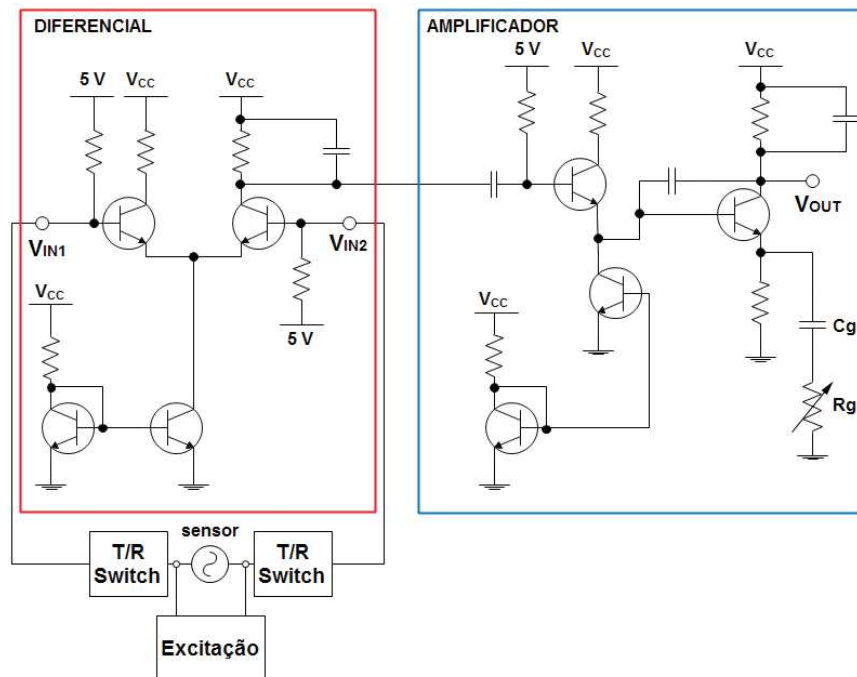 DIFERENCIAL
5 V
VCC
VCC
VIN1
VIN2
VCC
5 V
AMPLIFICADOR
5 V
VCC
VCC
VOUT
VCC
Cg
Rg
sensor
T/R
Switch
T/R
Switch
Excitação